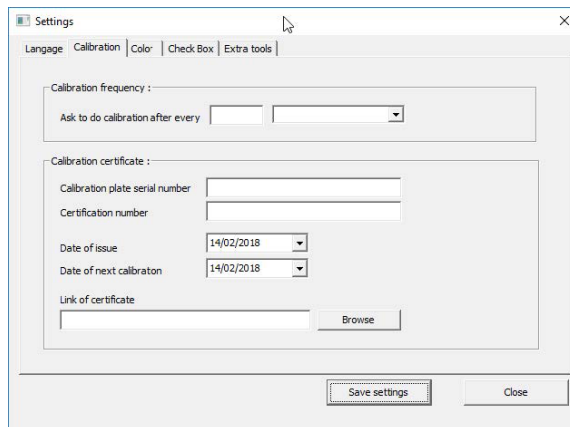 Settings
Langage Calibration Color Check Box Extra tools
Calibration frequency :
Ask to do calibration after every
Calibration certificate :
Calibration plate serial number
Certification number
Date of issue 14/02/2018
Date of next calibraton 14/02/2018
Link of certificate
Browse
Save settings Close